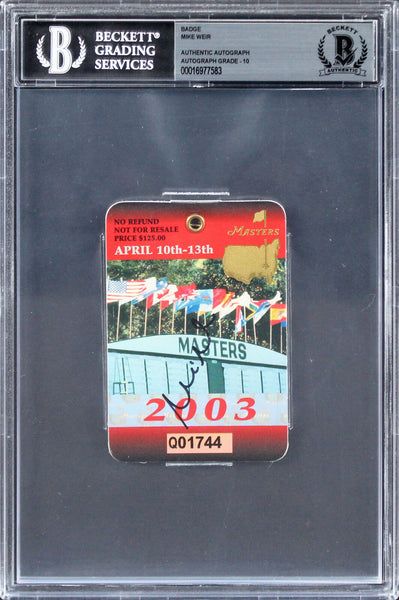 BECKETT®
GRADING
SERVICES
BADGE
MIKE WEIR
AUTHENTIC AUTOGRAPH
AUTOGRAPH GRADE - 10
00016977583
BECKETT
B
AUTHENTIC
NO REFUND
NOT FOR RESALE
PRICE $125.00
APRIL 10th-13th
MASTERS
MASTERS
2003
Q01744